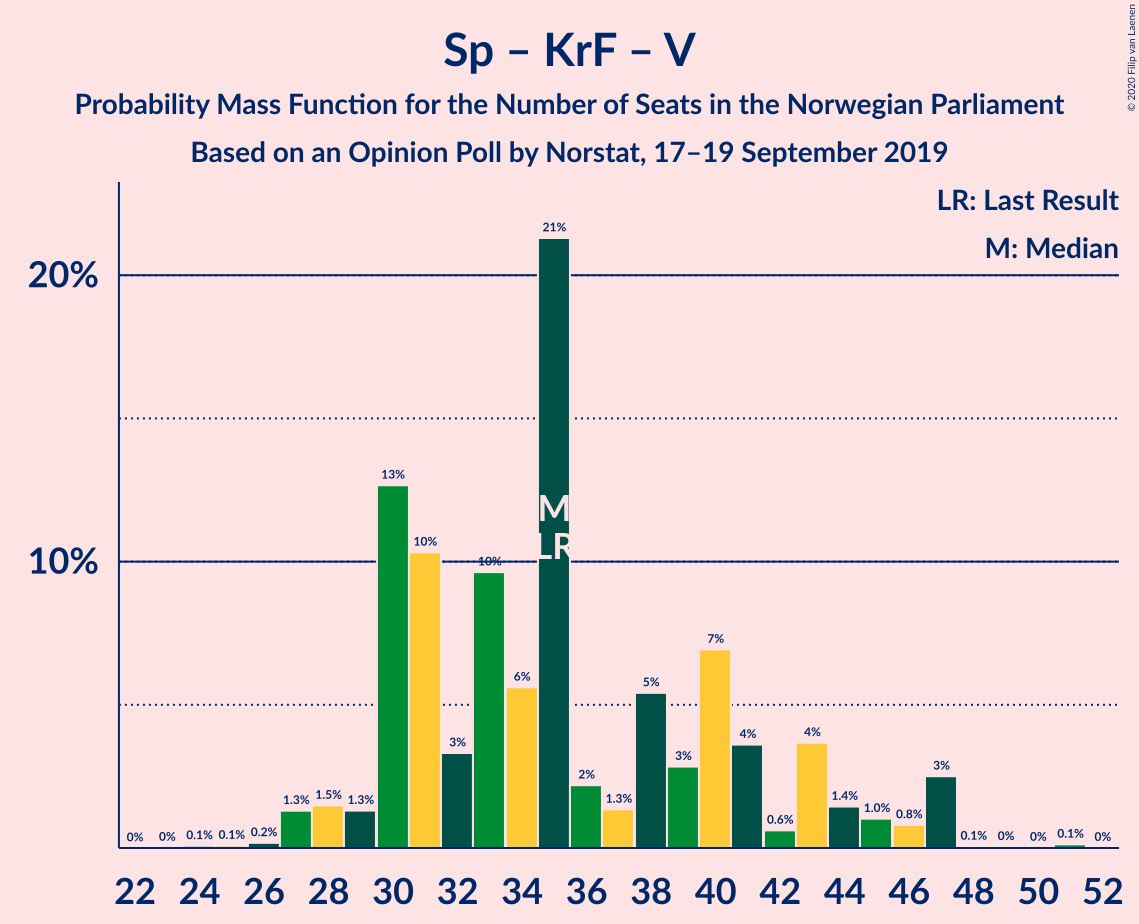 Sp – KrF – V
Probability Mass Function for the Number of Seats in the Norwegian Parliament
Based on an Opinion Poll by Norstat, 17–19 September 2019
© 2020 Filip van Laenen
LR: Last Result
M: Median
20%
10%
0% 0% 0.1% 0.1% 0.2% 1.3% 1.5% 1.3% 13% 10% 3% 10% 6% 21% 2% 1.3% 5% 3% 7% 4% 0.6% 4% 1.4% 1.0% 0.8% 3% 0.1% 0% 0% 0.1% 0%
M
LR
22 24 26 28 30 32 34 36 38 40 42 44 46 48 50 52